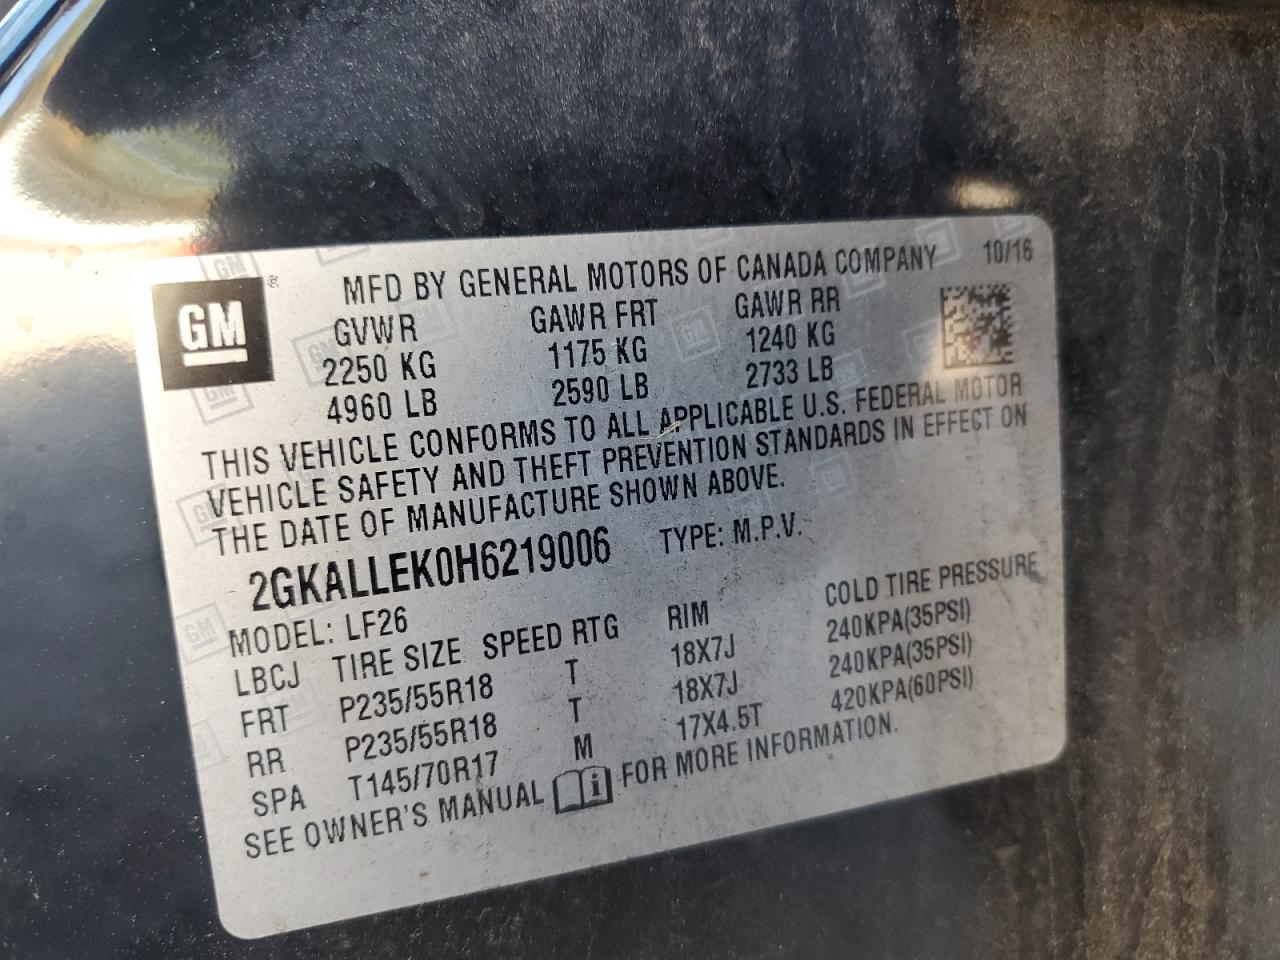 GM ®
MFD BY GENERAL MOTORS OF CANADA COMPANY 10/16
GVWR GAWR FRT GAWR RR
2250 KG 1175 KG 1240 KG
4960 LB 2590 LB 2733 LB
THIS VEHICLE CONFORMS TO ALL APPLICABLE U.S. FEDERAL MOTOR
VEHICLE SAFETY AND THEFT PREVENTION STANDARDS IN EFFECT ON
THE DATE OF MANUFACTURE SHOWN ABOVE.
2GKALLEK0H6219006 TYPE: M.P.V.
MODEL: LF26
LBCJ TIRE SIZE SPEED RTG RIM COLD TIRE PRESSURE
FRT P235/55R18 T 18X7J 240KPA(35PSI)
RR P235/55R18 T 18X7J 240KPA(35PSI)
SPA T145/70R17 M 17X4.5T 420KPA(60PSI)
SEE OWNER'S MANUAL i FOR MORE INFORMATION.